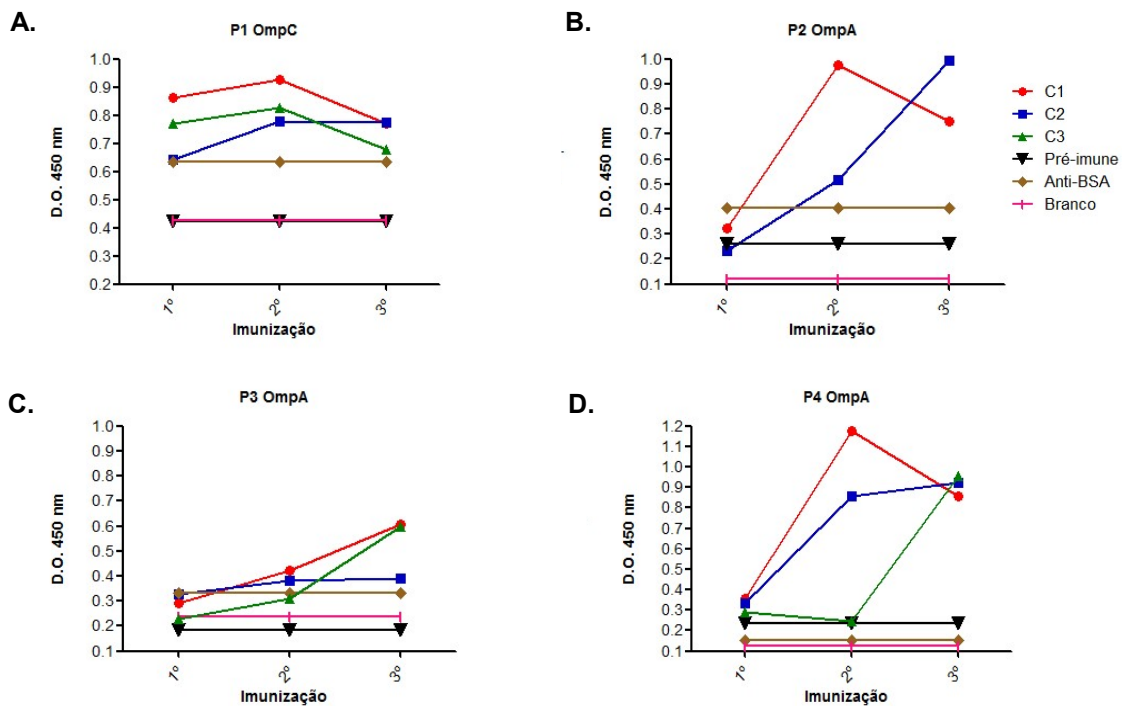 A.
P1 OmpC
D.O. 450 nm
1.0
0.9
0.8
0.7
0.6
0.5
0.4
0.3
0.2
1º
2º
3º
Imunização
B.
P2 OmpA
D.O. 450 nm
1.0
0.9
0.8
0.7
0.6
0.5
0.4
0.3
0.2
0.1
1º
2º
3º
Imunização
C1
C2
C3
Pré-imune
Anti-BSA
Branco
C.
P3 OmpA
D.O. 450 nm
1.0
0.9
0.8
0.7
0.6
0.5
0.4
0.3
0.2
0.1
1º
2º
3º
Imunização
D.
P4 OmpA
D.O. 450 nm
1.2
1.0
0.9
0.8
0.7
0.5
0.4
0.3
0.2
0.1
1º
2º
3º
Imunização